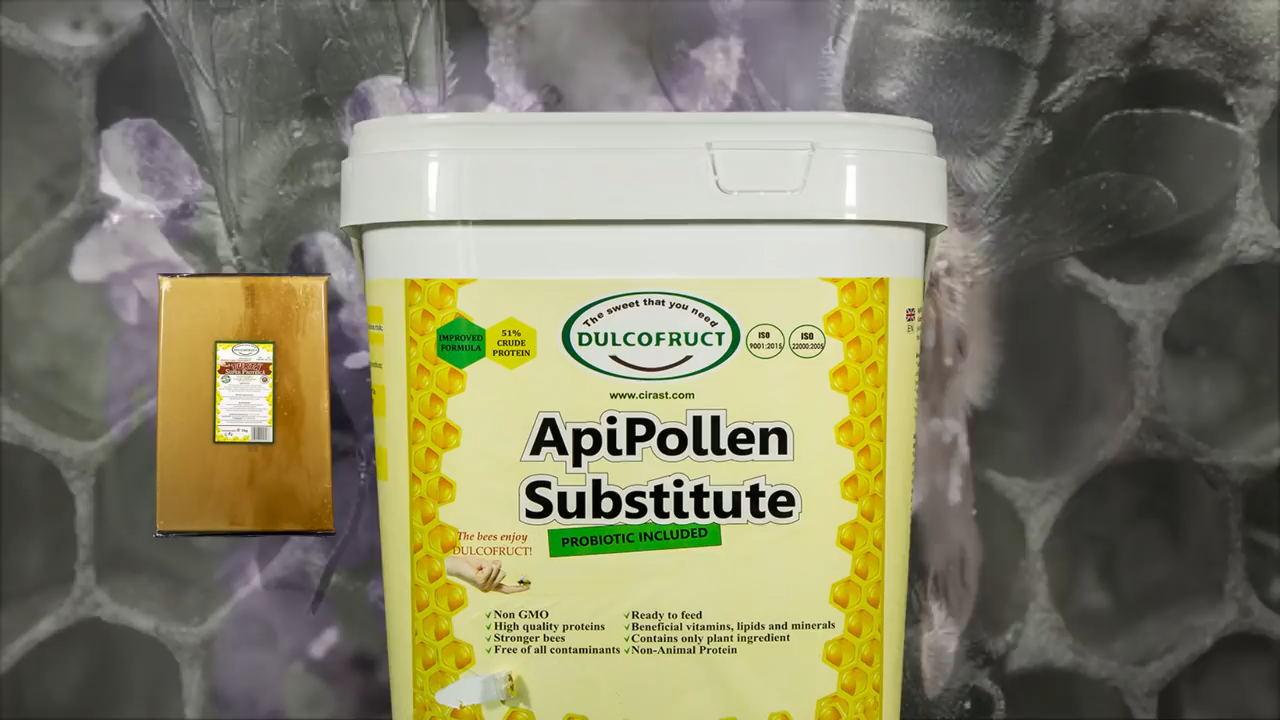 IMPROVED
FORMULA
51%
CRUDE
PROTEIN
The sweet that you need
DULCOFRUCT
ISO
9001:2015
ISO
22000:2005
EN
www.cirast.com
ApiPollen
Substitute
PROBIOTIC INCLUDED
The bees enjoy
DULCOFRUCT!
✓Non GMO
✓High quality proteins
✓Stronger bees
✓Free of all contaminants
✓Ready to feed
✓Beneficial vitamins, lipids and minerals
✓Contains only plant ingredient
✓Non-Animal Protein
DULCOFRUCT